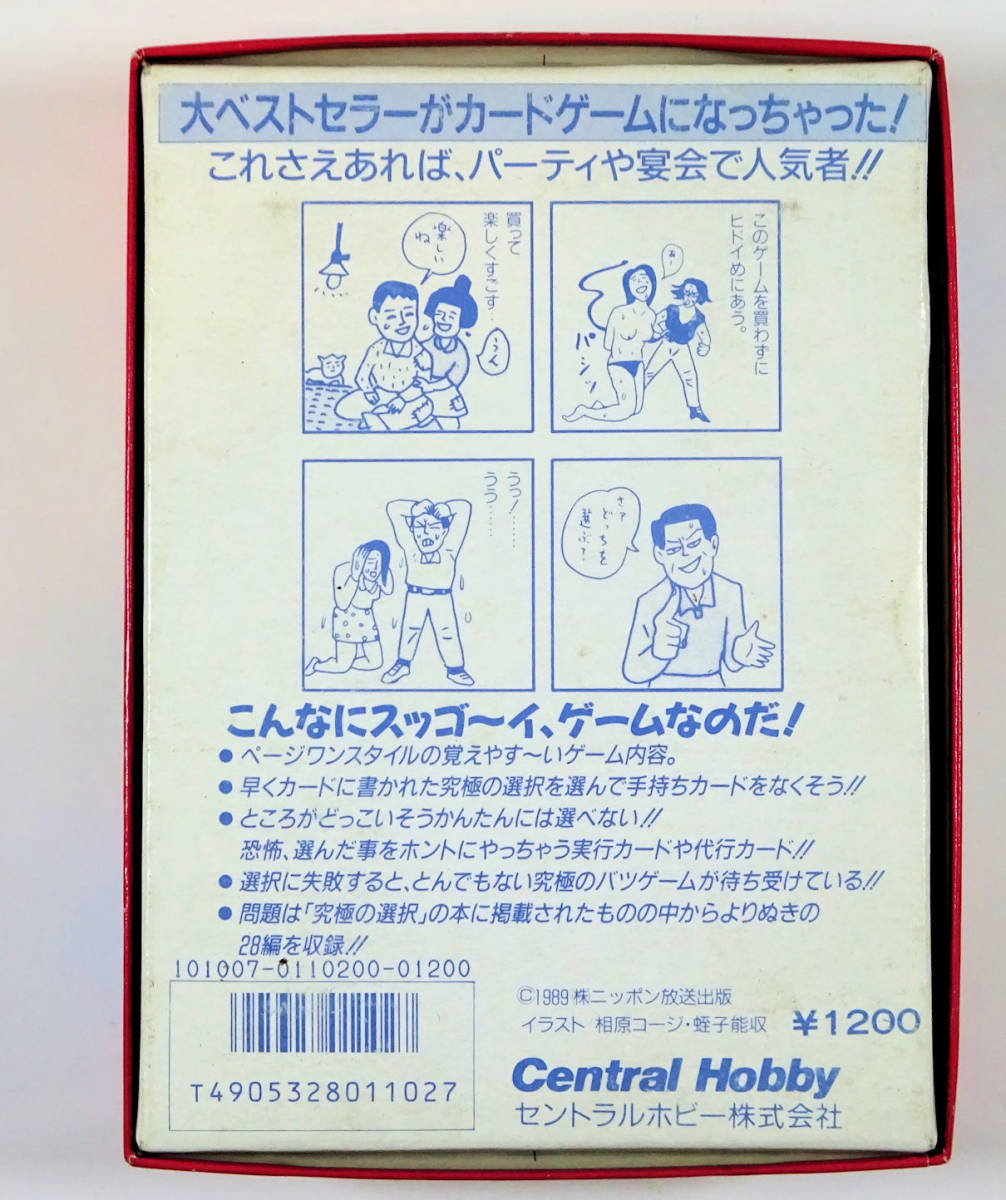 大ベストセラーがカードゲームになっちゃった!
これさえあれば、パーティや宴会で人気者!!
このゲームを買わずに
ヒドイめにあう。
あー
バシッ
買って
楽しくすごす…
楽しい
ね
うん
さァ
どっちを
選ぶ?
うっ!……
うう……
こんなにスッゴ〜イ、ゲームなのだ!
●ページワンスタイルの覚えやす〜いゲーム内容。
●早くカードに書かれた究極の選択を選んで手持ちカードをなくそう!!
●ところがどっこいそうかんたんには選べない!!
恐怖、選んだ事をホントにやっちゃう実行カードや代行カード!!
●選択に失敗すると、とんでもない究極のバツゲームが待ち受けている!!
●問題は「究極の選択」の本に掲載されたものの中からよりぬきの
28編を収録!!
101007-0110200-01200
T4905328011027
©1989 株ニッポン放送出版
イラスト 相原コージ・蛭子能収
¥1200
Central Hobby
セントラルホビー株式会社